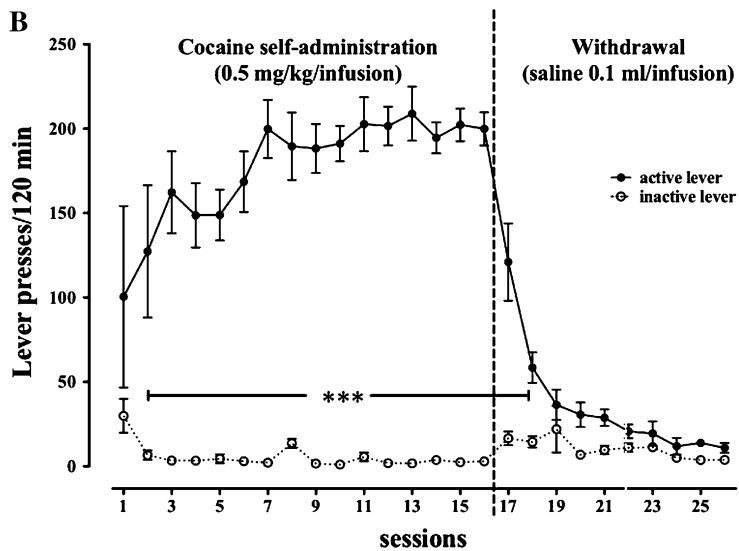 B
Cocaine self-administration
(0.5 mg/kg/infusion)
Withdrawal
(saline 0.1 ml/infusion)
active lever
inactive lever
Lever presses/120 min
250
200
150
100
50
0
***
1 3 5 7 9 11 13 15 17 19 21 23 25
sessions